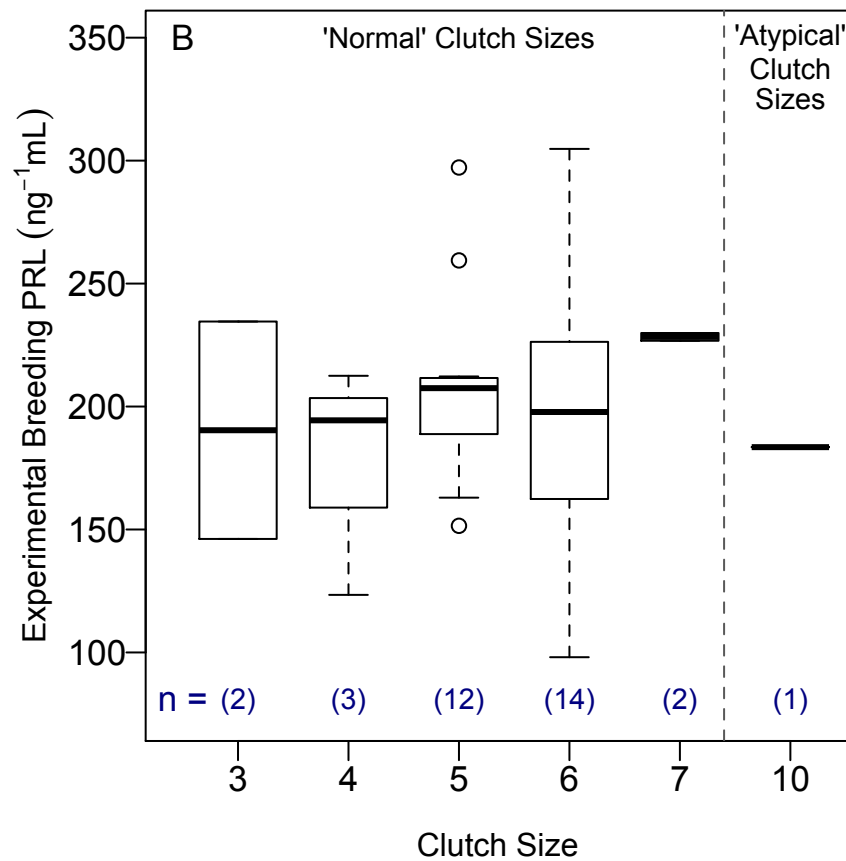 B
'Normal' Clutch Sizes
'Atypical'
Clutch
Sizes
Experimental Breeding PRL (ng⁻¹mL)
350
300
250
200
150
100
n = (2) (3) (12) (14) (2) (1)
3 4 5 6 7 10
Clutch Size